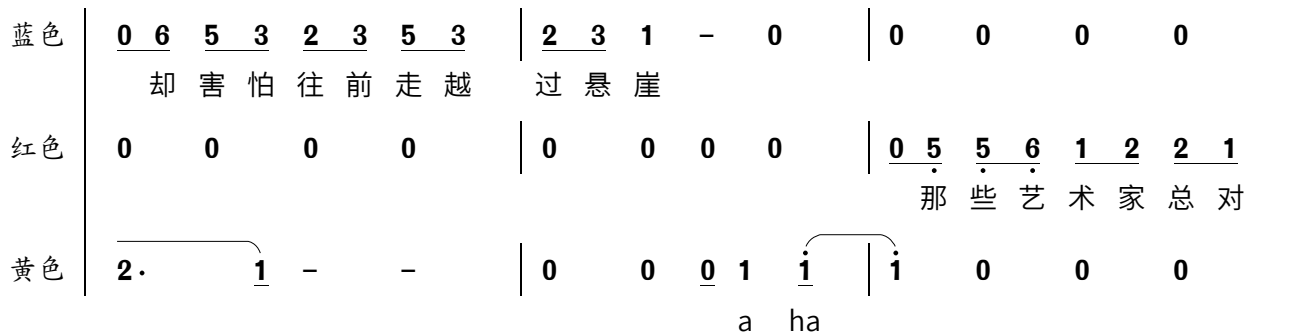 蓝色 0 6 5 3 2 3 5 3 | 2 3 1 – 0 | 0 0 0 0
却害怕往前走越 过悬崖
红色 0 0 0 0 | 0 0 0 0 | 0 5̣ 5̣ 6̣ 1 2 2 1
那些艺术家总对
黄色 2· 1 – – | 0 0 0 1 1̇ | 1̇ 0 0 0
a ha